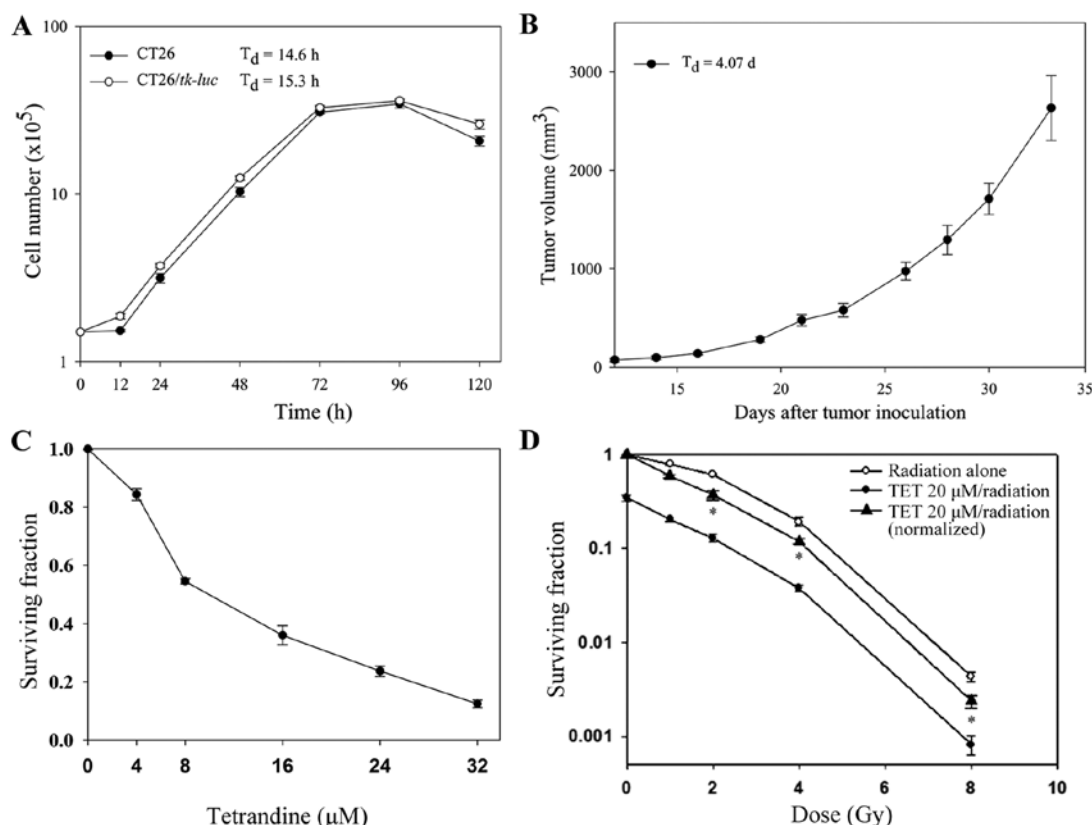 A
CT26 T_d = 14.6 h
CT26/tk-luc T_d = 15.3 h
Cell number (x10^5)
100
10
1
0 12 24 48 72 96 120
Time (h)
B
T_d = 4.07 d
Tumor volume (mm^3)
3000
2000
1000
0
15 20 25 30 35
Days after tumor inoculation
C
Surviving fraction
1.0
0.8
0.6
0.4
0.2
0.0
0 4 8 16 24 32
Tetrandine (μM)
D
Radiation alone
TET 20 μM/radiation
TET 20 μM/radiation
(normalized)
Surviving fraction
1
0.1
0.01
0.001
* * *
0 2 4 6 8 10
Dose (Gy)